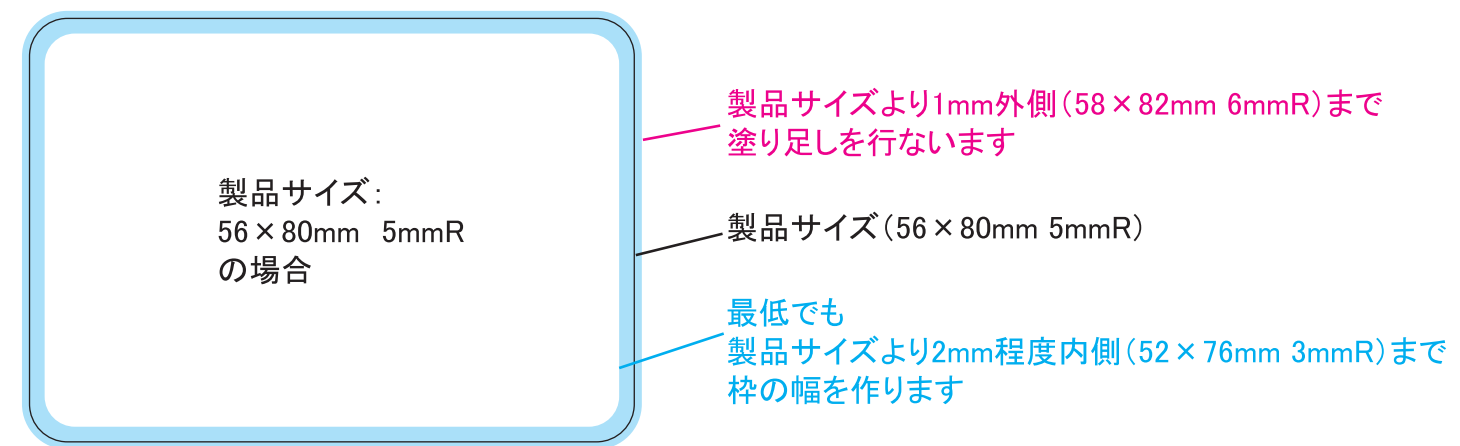 製品サイズ：
56×80mm　5mmR
の場合
製品サイズより1mm外側（58×82mm 6mmR）まで
塗り足しを行ないます
製品サイズ（56×80mm 5mmR）
最低でも
製品サイズより2mm程度内側（52×76mm 3mmR）まで
枠の幅を作ります